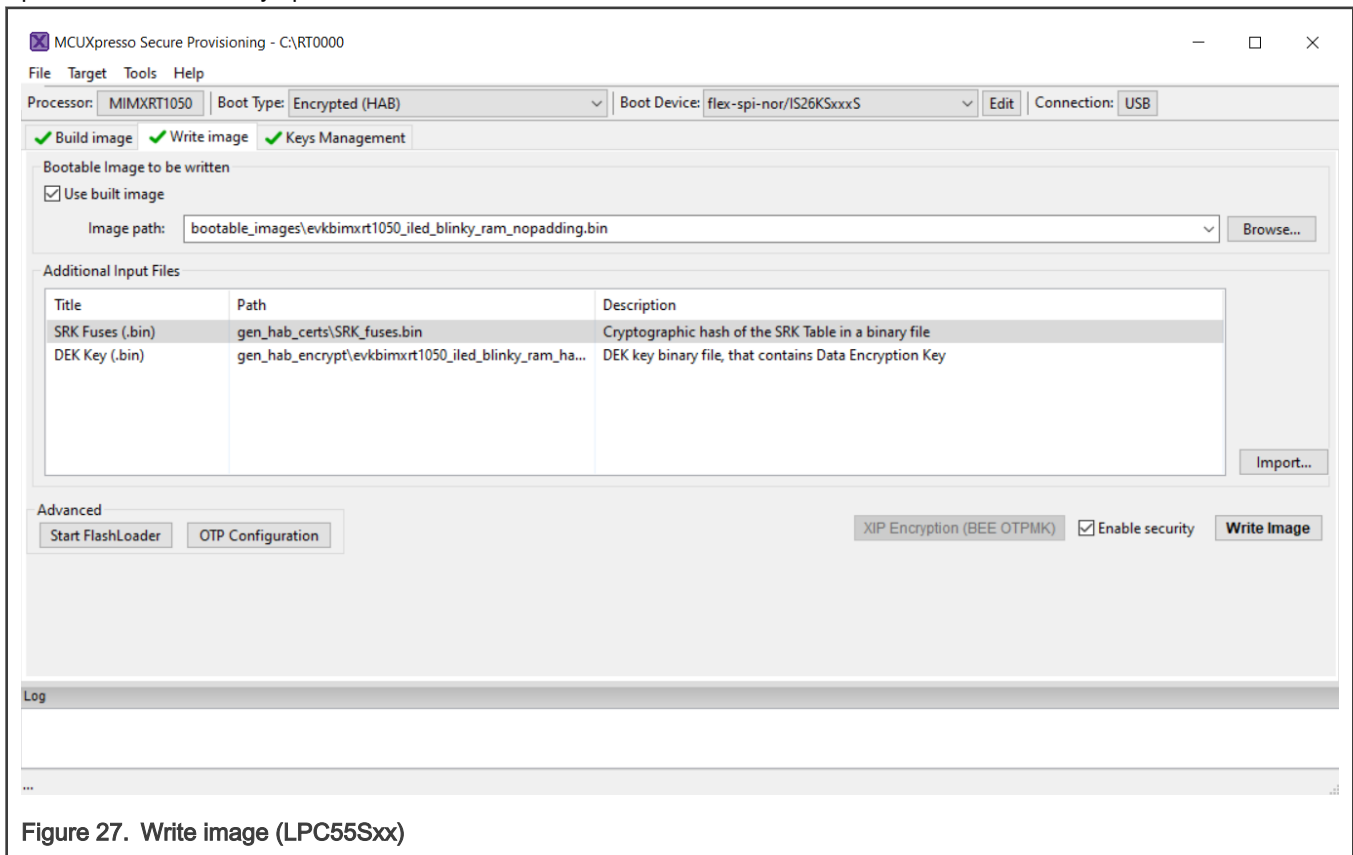 MCUXpresso Secure Provisioning - C:\RT0000
File Target Tools Help
Processor: MIMXRT1050 Boot Type: Encrypted (HAB) Boot Device: flex-spi-nor/IS26KSxxxS Edit Connection: USB
Build image Write image Keys Management
Bootable Image to be written
Use built image
Image path: bootable_images\evkbimxrt1050_iled_blinky_ram_nopadding.bin Browse...
Additional Input Files
Title Path Description
SRK Fuses (.bin) gen_hab_certs\SRK_fuses.bin Cryptographic hash of the SRK Table in a binary file
DEK Key (.bin) gen_hab_encrypt\evkbimxrt1050_iled_blinky_ram_ha... DEK key binary file, that contains Data Encryption Key
Import...
Advanced
Start FlashLoader OTP Configuration XIP Encryption (BEE OTPMK) Enable security Write Image
Log
...
Figure 27. Write image (LPC55Sxx)